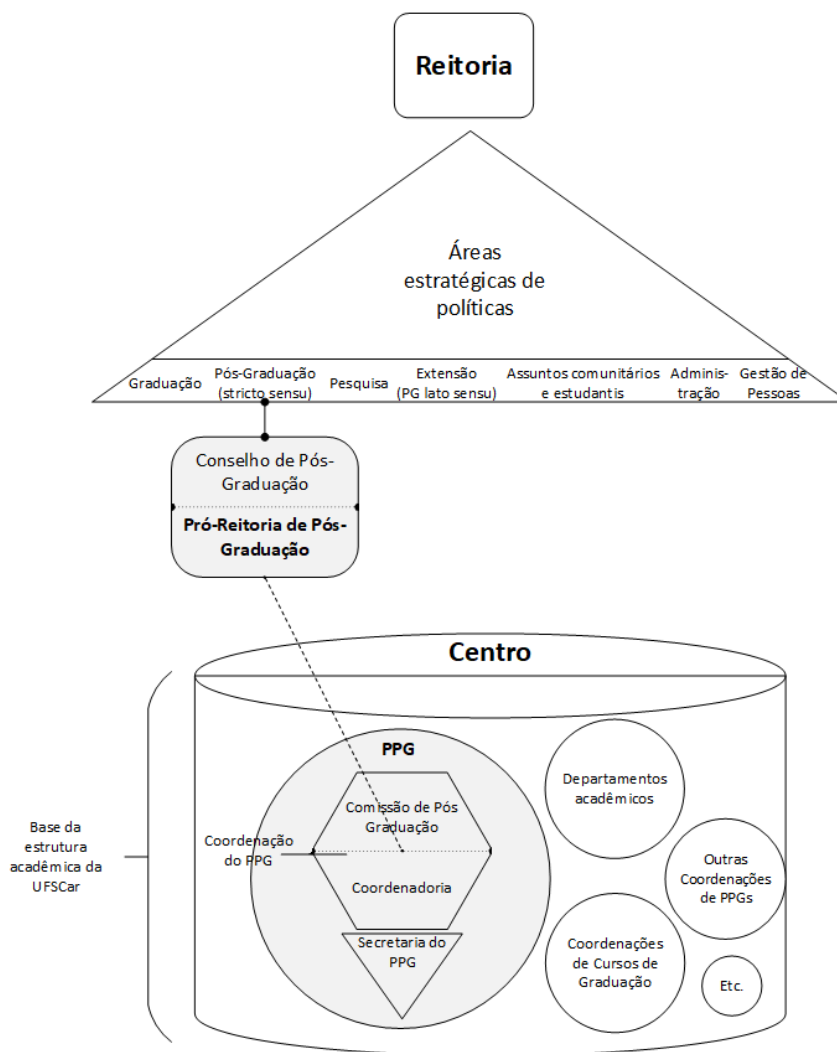 Reitoria
Áreas
estratégicas de
políticas
Graduação
Pós-Graduação
(stricto sensu)
Pesquisa
Extensão
(PG lato sensu)
Assuntos comunitários
e estudantis
Adminis-
tração
Gestão de
Pessoas
Conselho de Pós-
Graduação
Pró-Reitoria de Pós-
Graduação
Centro
Base da
estrutura
acadêmica da
UFSCar
PPG
Comissão de Pós
Graduação
Coordenação
do PPG
Coordenadoria
Secretaria do
PPG
Departamentos
acadêmicos
Outras
Coordenações
de PPGs
Coordenações
de Cursos de
Graduação
Etc.